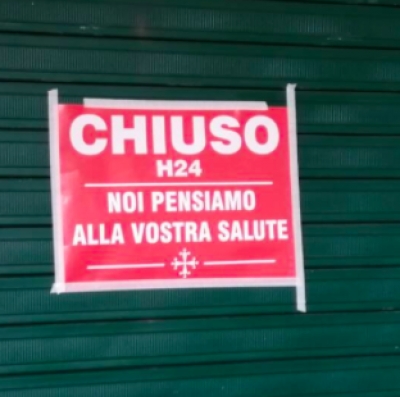 CHIUSO
H24
NOI PENSIAMO
ALLA VOSTRA SALUTE